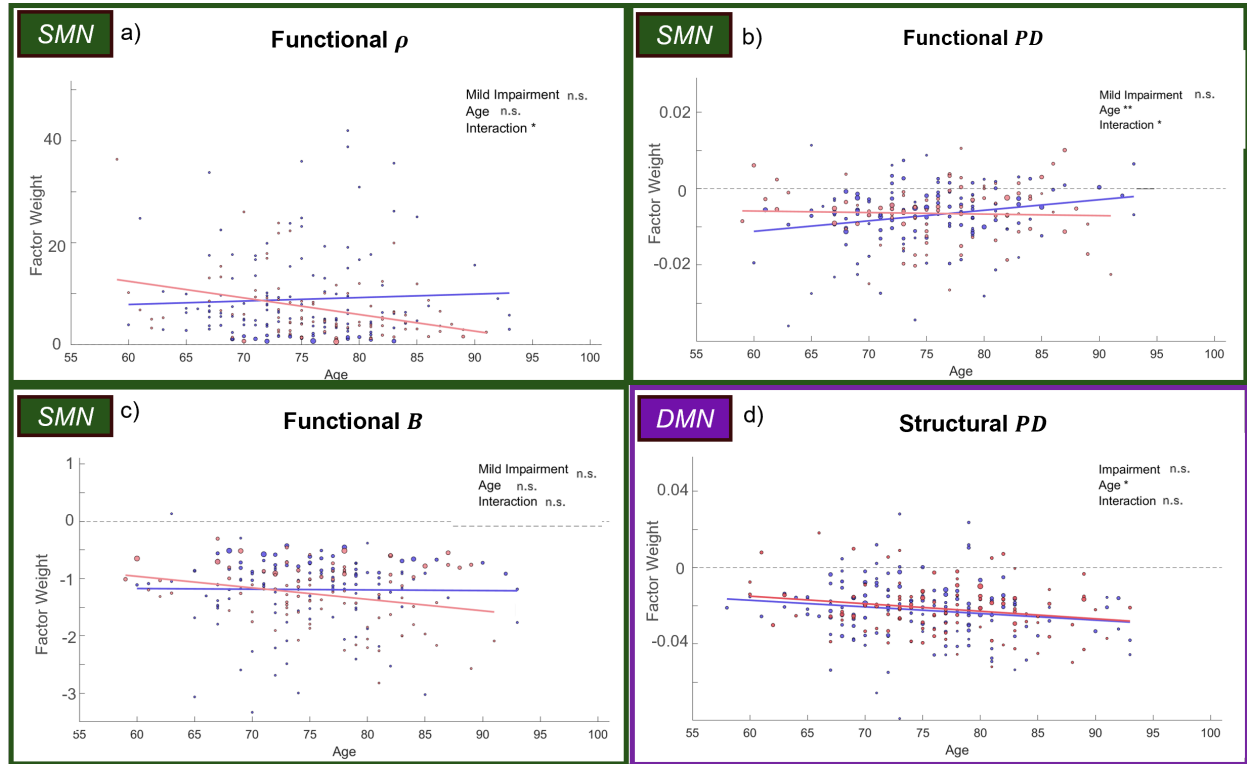 SMN a) Functional ρ
Mild Impairment n.s.
Age n.s.
Interaction *
Factor Weight
40
20
0
55 60 65 70 75 80 85 90 95 100
Age
SMN b) Functional PD
Mild Impairment n.s.
Age **
Interaction *
Factor Weight
0.02
0
-0.02
55 60 65 70 75 80 85 90 95 100
Age
SMN c) Functional B
Mild Impairment n.s.
Age n.s.
Interaction n.s.
Factor Weight
1
0
-1
-2
-3
55 60 65 70 75 80 85 90 95 100
Age
DMN d) Structural PD
Impairment n.s.
Age *
Interaction n.s.
Factor Weight
0.04
0
-0.04
55 60 65 70 75 80 85 90 95 100
Age